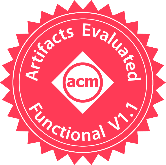 Artifacts Evaluated
acm
Functional V1.1